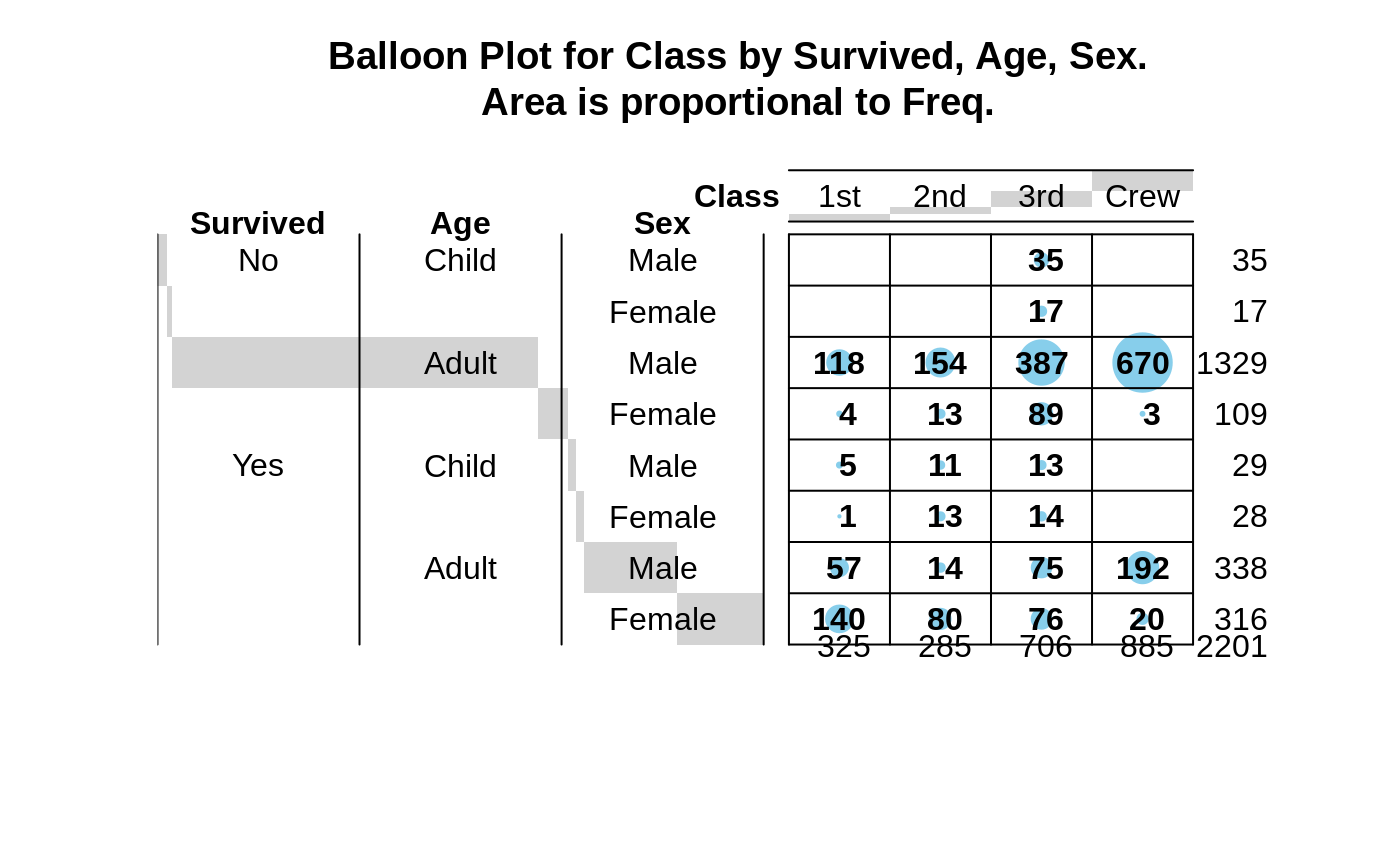 Balloon Plot for Class by Survived, Age, Sex.
Area is proportional to Freq.
Class 1st 2nd 3rd Crew
Survived Age Sex
No Child Male 35 35
Female 17 17
Adult Male 118 154 387 670 1329
Female 4 13 89 3 109
Yes Child Male 5 11 13 29
Female 1 13 14 28
Adult Male 57 14 75 192 338
Female 140 80 76 20 316
325 285 706 885 2201